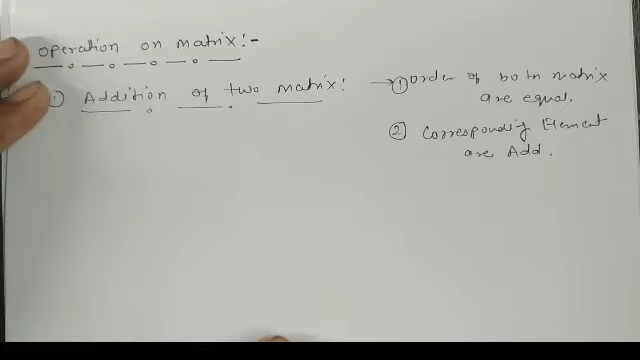 operation on matrix:-
① Addition of two matrix: → ① order of both matrix
are equal.
② Corresponding Element
are Add.